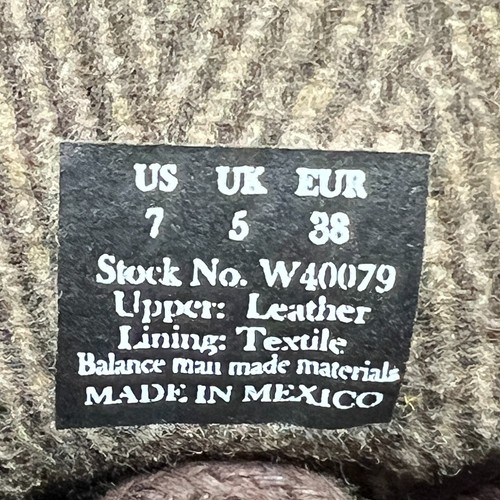 US UK EUR
7 5 38
Stock No. W40079
Upper: Leather
Lining: Textile
Balance man made materials
MADE IN MEXICO